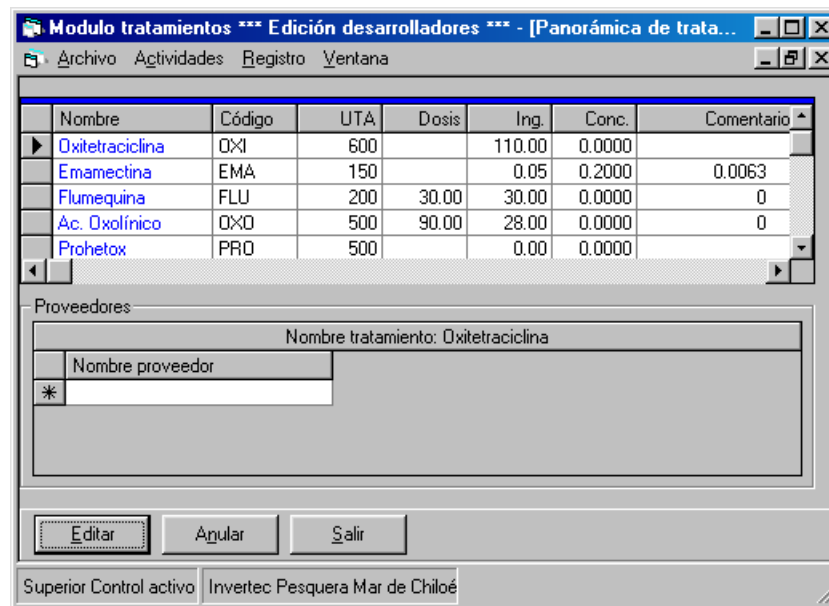 Modulo tratamientos *** Edición desarrolladores *** - [Panorámica de trata...
Archivo Actividades Registro Ventana
Nombre Código UTA Dosis Ing. Conc. Comentario
Oxitetraciclina OXI 600 110.00 0.0000
Emamectina EMA 150 0.05 0.2000 0.0063
Flumequina FLU 200 30.00 30.00 0.0000 0
Ac. Oxolínico OXO 500 90.00 28.00 0.0000 0
Prohetox PRO 500 0.00 0.0000
Proveedores
Nombre tratamiento: Oxitetraciclina
Nombre proveedor
Editar Anular Salir
Superior Control activo Invertec Pesquera Mar de Chiloé